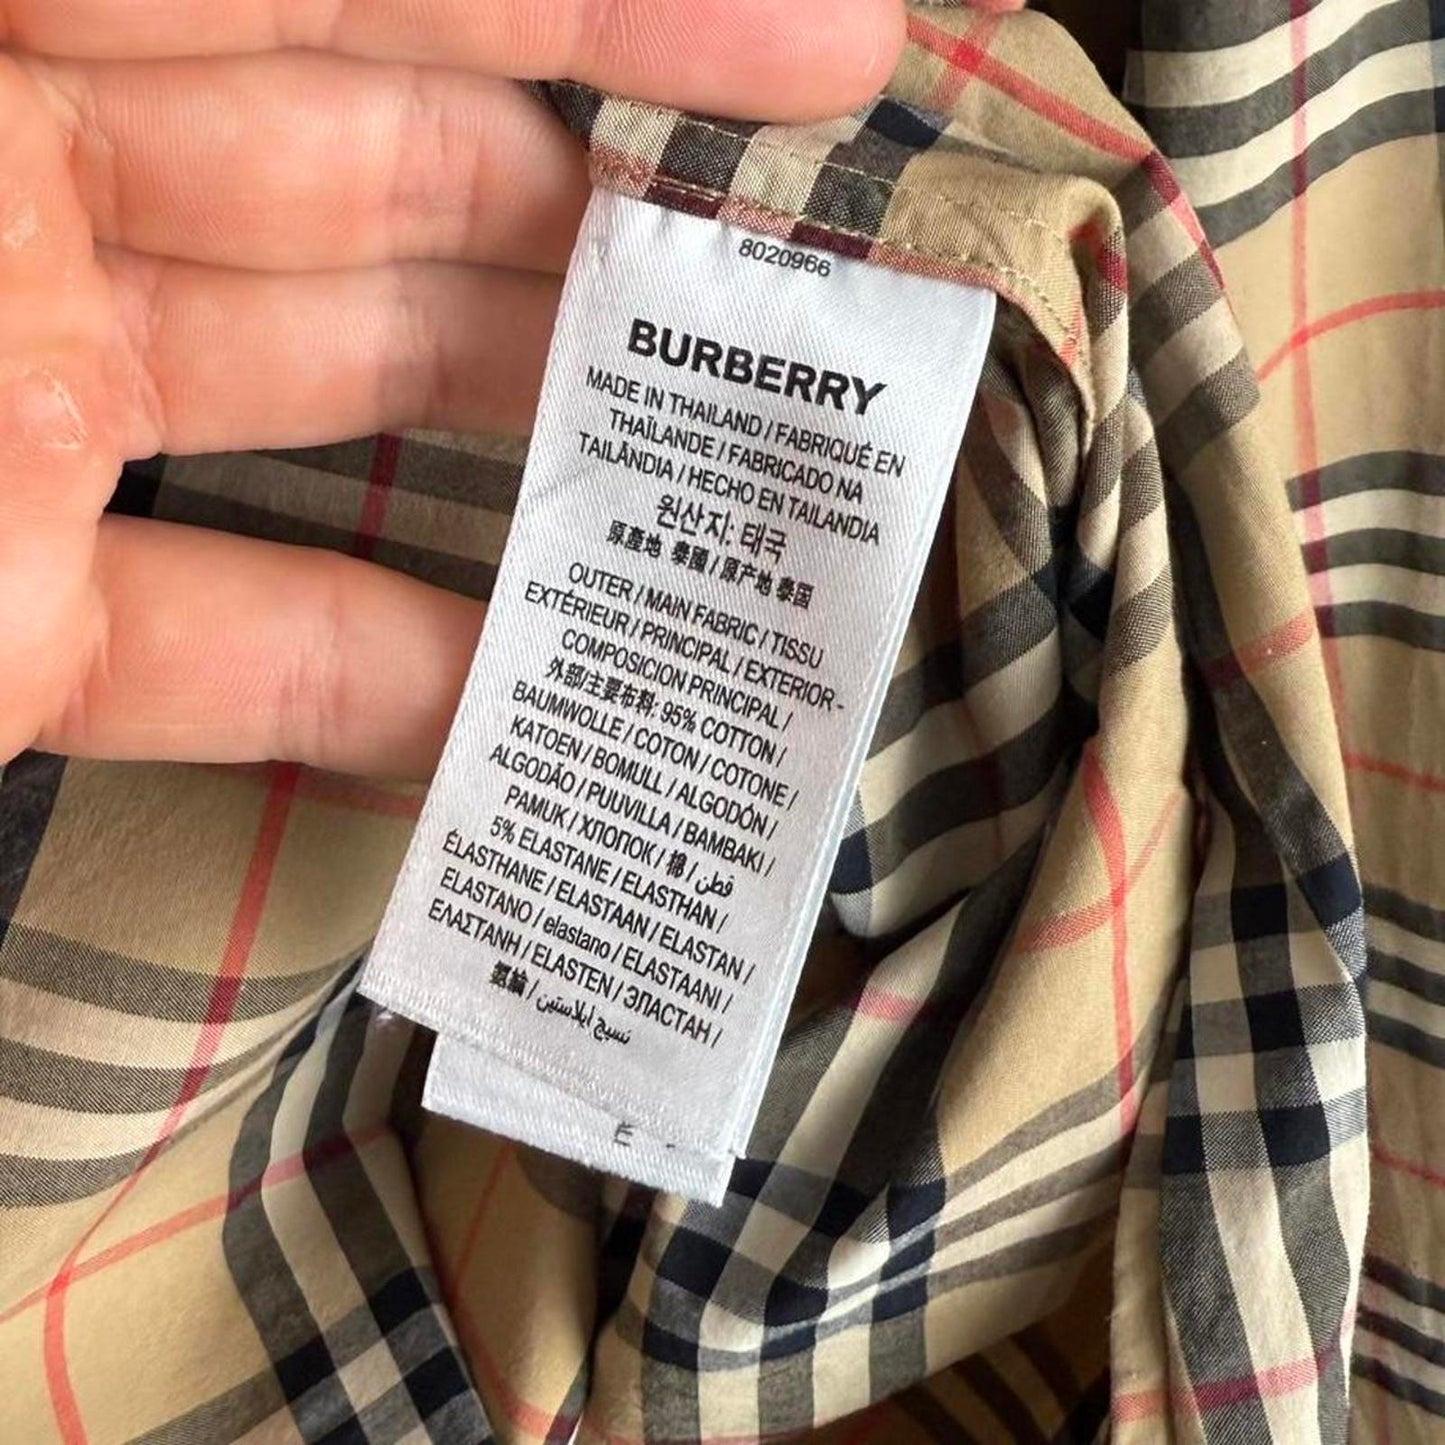 8020966
BURBERRY
MADE IN THAILAND / FABRIQUÉ EN
THAÏLANDE / FABRICADO NA
TAILÂNDIA / HECHO EN TAILANDIA
원산지: 태국
原產地 泰國 / 原产地 泰国
OUTER / MAIN FABRIC / TISSU
EXTÉRIEUR / PRINCIPAL / EXTERIOR -
COMPOSICION PRINCIPAL /
外部/主要布料: 95% COTTON /
BAUMWOLLE / COTON / COTONE /
KATOEN / BOMULL / ALGODÓN /
ALGODÃO / PUUVILLA / BAMBAKI /
PAMUK / ХЛОПОК / 棉 / قطن /
5% ELASTANE / ELASTHAN /
ÉLASTHANE / ELASTAAN / ELASTAN /
ELASTANO / elastano / ELASTAANI /
ΕΛΑΣΤΑΝΗ / ELASTEN / ЭЛАСТАН /
氨綸 / نسيج ايلاستين